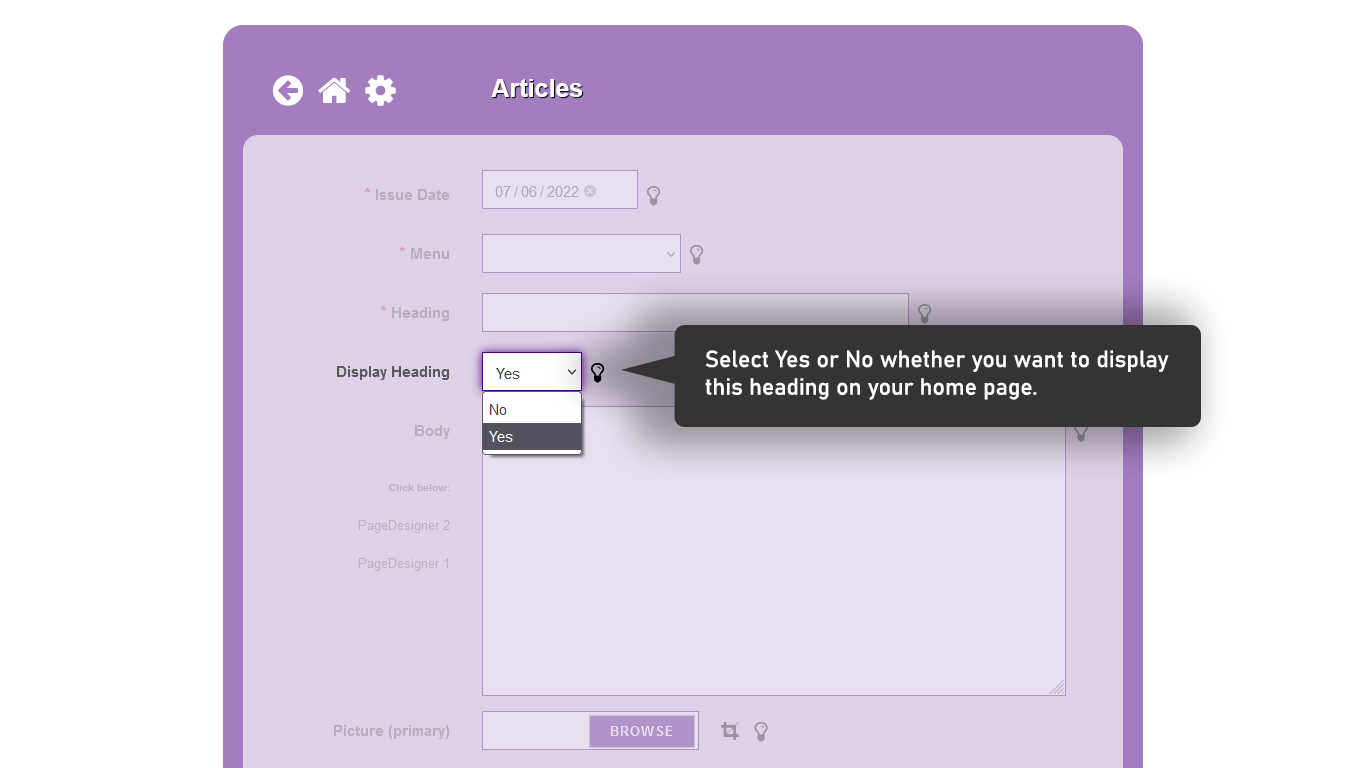 Articles
* Issue Date
07 / 06 / 2022
* Menu
* Heading
Display Heading
Yes
No
Yes
Select Yes or No whether you want to display
this heading on your home page.
Body
Click below:
PageDesigner 2
PageDesigner 1
Picture (primary)
BROWSE